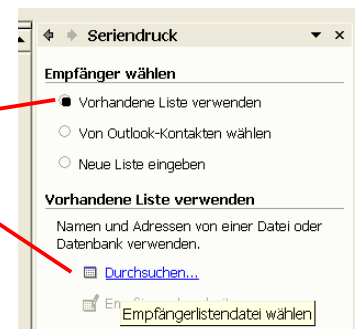 Seriendruck
Empfänger wählen
Vorhandene Liste verwenden
Von Outlook-Kontakten wählen
Neue Liste eingeben
Vorhandene Liste verwenden
Namen und Adressen von einer Datei oder
Datenbank verwenden.
Durchsuchen...
Empfängerlistendatei wählen